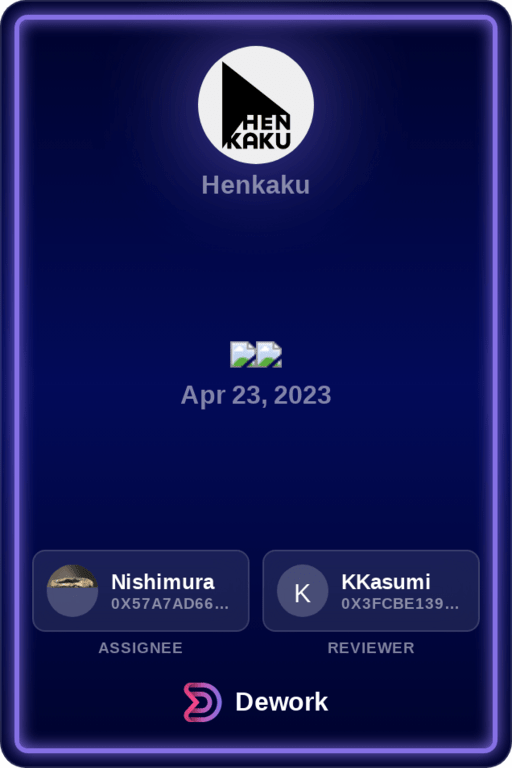 HEN
KAKU
Henkaku
Apr 23, 2023
Nishimura
0X57A7AD66...
K
KKasumi
0X3FCBE139...
ASSIGNEE
REVIEWER
Dework